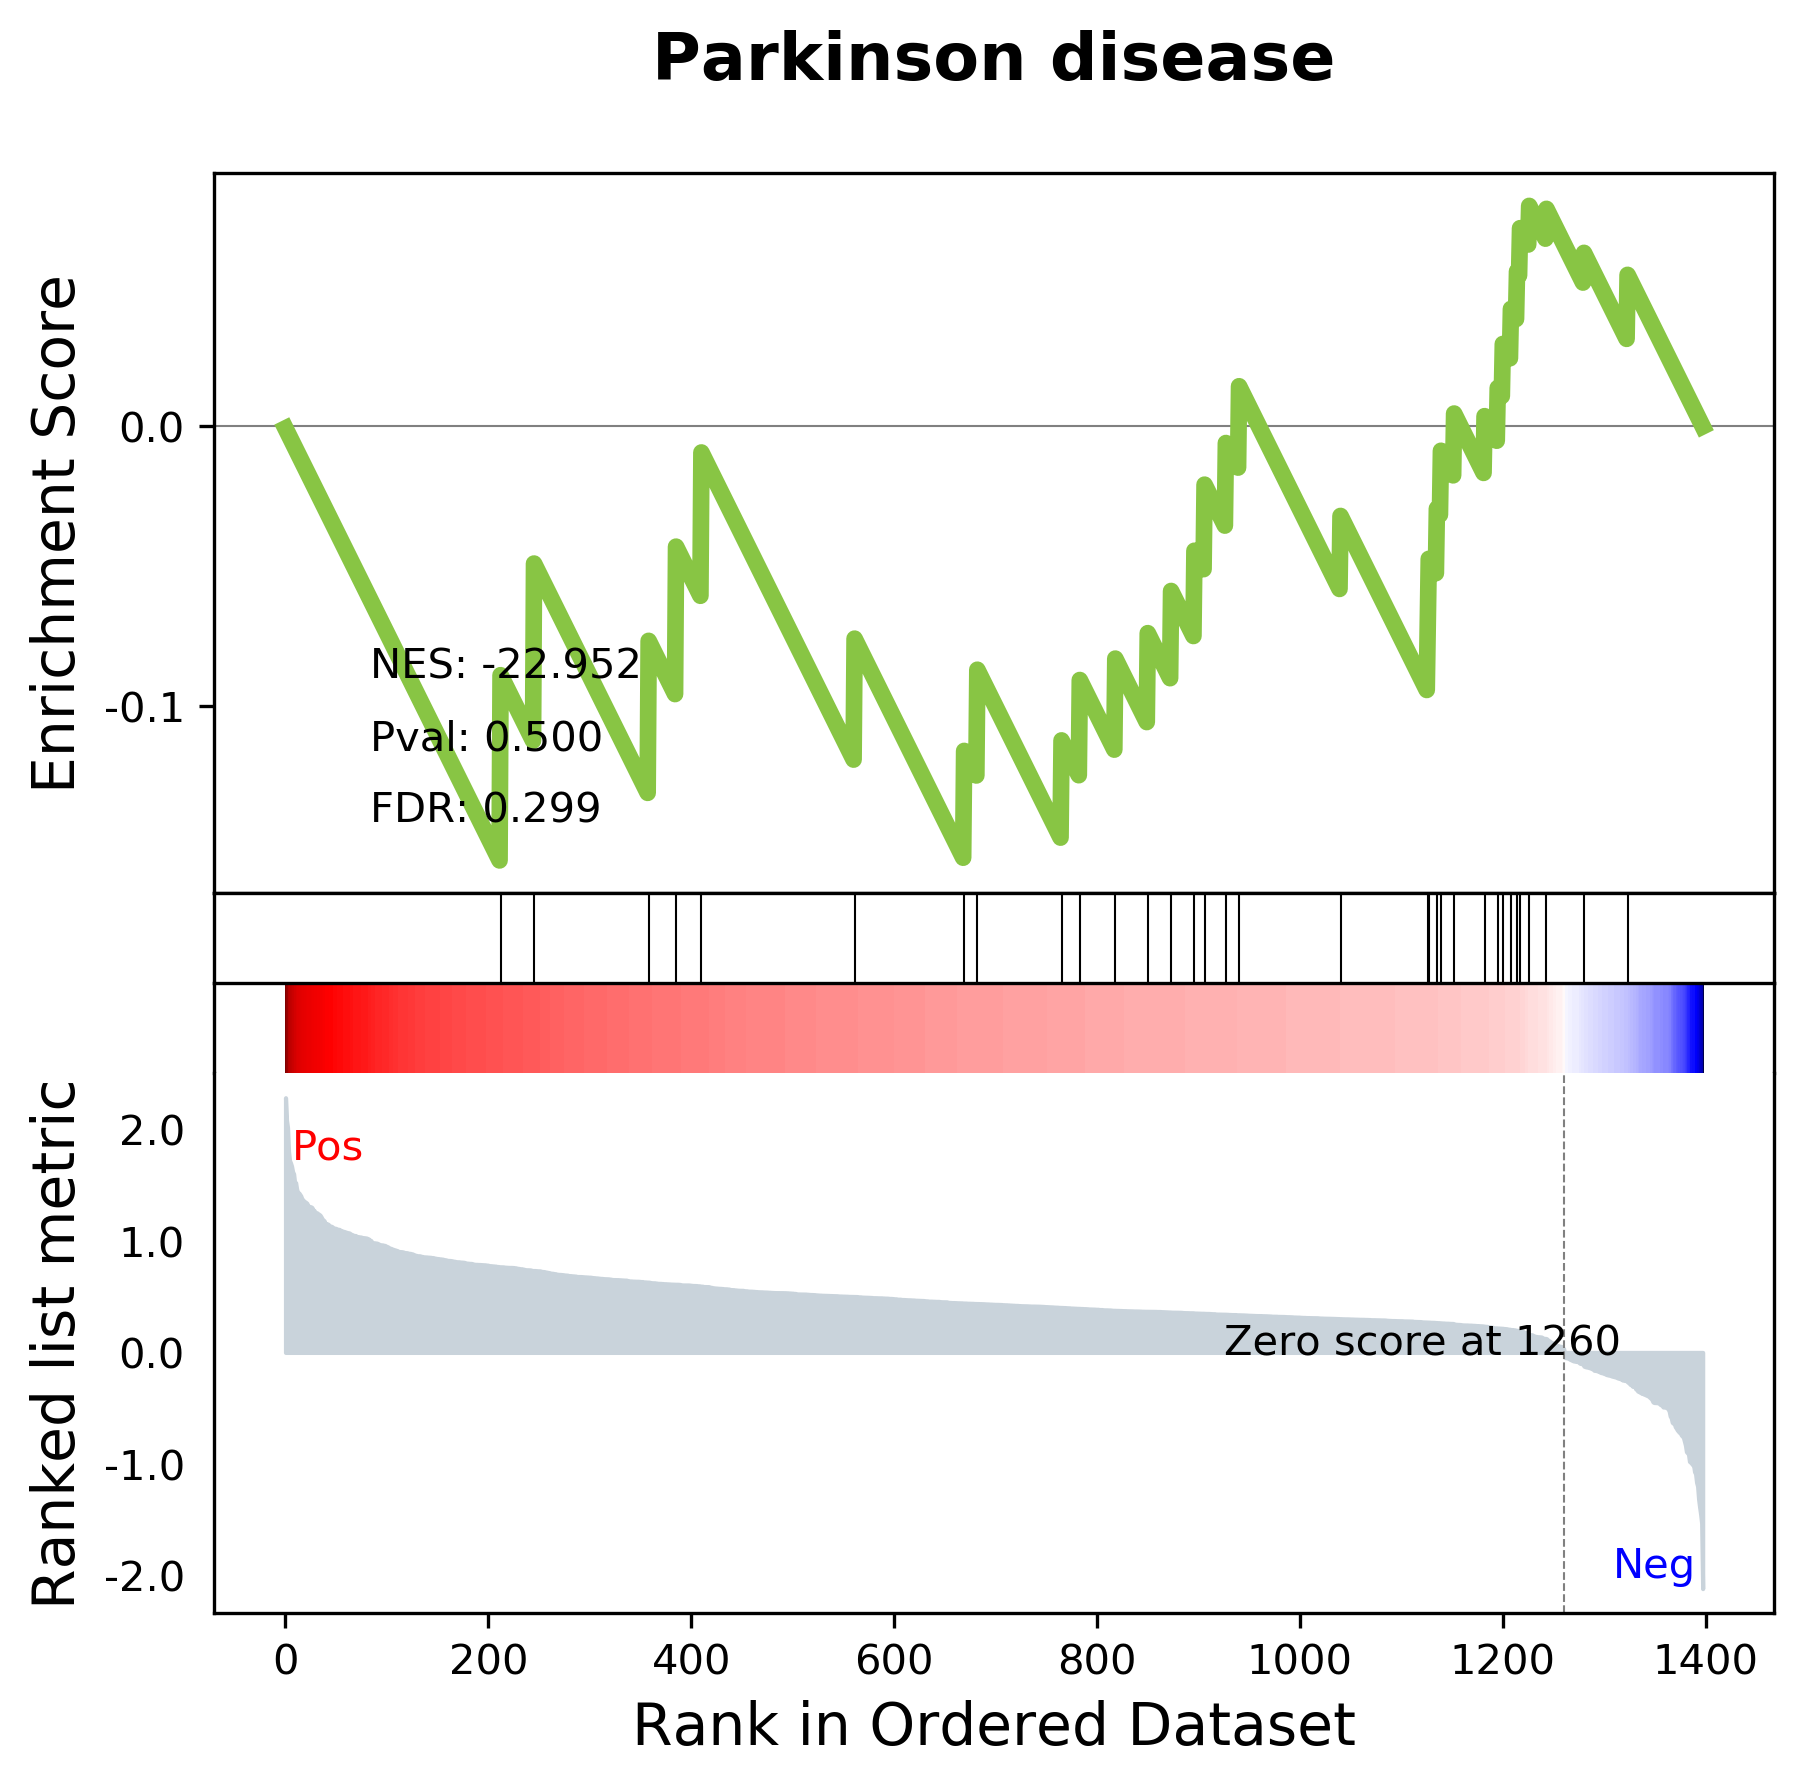 Parkinson disease
Enrichment Score
0.0
-0.1
NES: -22.952
Pval: 0.500
FDR: 0.299
Ranked list metric
2.0
1.0
0.0
-1.0
-2.0
Pos
Zero score at 1260
Neg
0 200 400 600 800 1000 1200 1400
Rank in Ordered Dataset